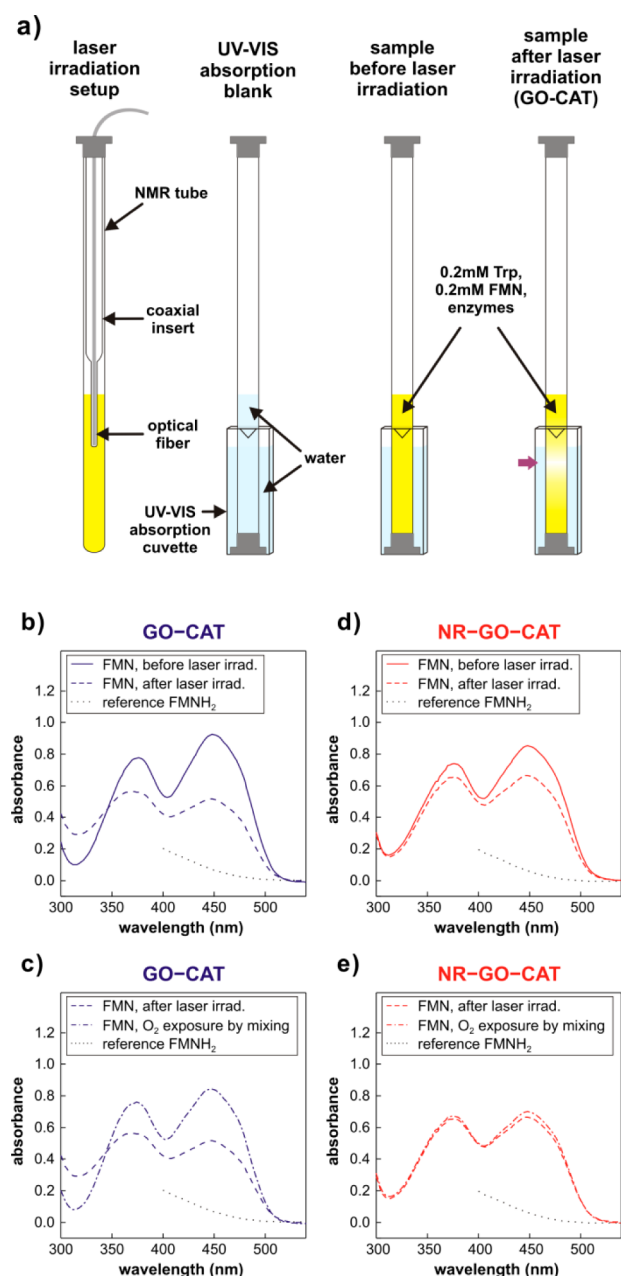 a)
laser
irradiation
setup
UV-VIS
absorption
blank
sample
before laser
irradiation
sample
after laser
irradiation
(GO-CAT)
NMR tube
coaxial
insert
optical
fiber
0.2mM Trp,
0.2mM FMN,
enzymes
water
UV-VIS
absorption
cuvette
b)
GO−CAT
FMN, before laser irrad.
FMN, after laser irrad.
reference FMNH2
absorbance
1.2
1.0
0.8
0.6
0.4
0.2
0.0
300 350 400 450 500
wavelength (nm)
d)
NR−GO−CAT
FMN, before laser irrad.
FMN, after laser irrad.
reference FMNH2
absorbance
1.2
1.0
0.8
0.6
0.4
0.2
0.0
300 350 400 450 500
wavelength (nm)
c)
GO−CAT
FMN, after laser irrad.
FMN, O2 exposure by mixing
reference FMNH2
absorbance
1.2
1.0
0.8
0.6
0.4
0.2
0.0
300 350 400 450 500
wavelength (nm)
e)
NR−GO−CAT
FMN, after laser irrad.
FMN, O2 exposure by mixing
reference FMNH2
absorbance
1.2
1.0
0.8
0.6
0.4
0.2
0.0
300 350 400 450 500
wavelength (nm)